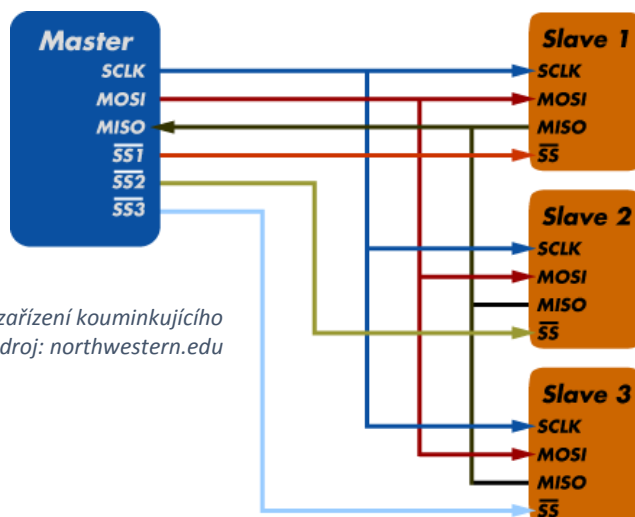 Master
SCLK
MOSI
MISO
SS1
SS2
SS3
Slave 1
SCLK
MOSI
MISO
SS
Slave 2
SCLK
MOSI
MISO
SS
Slave 3
SCLK
MOSI
MISO
SS
zařízení kouminkujícího
droj: northwestern.edu